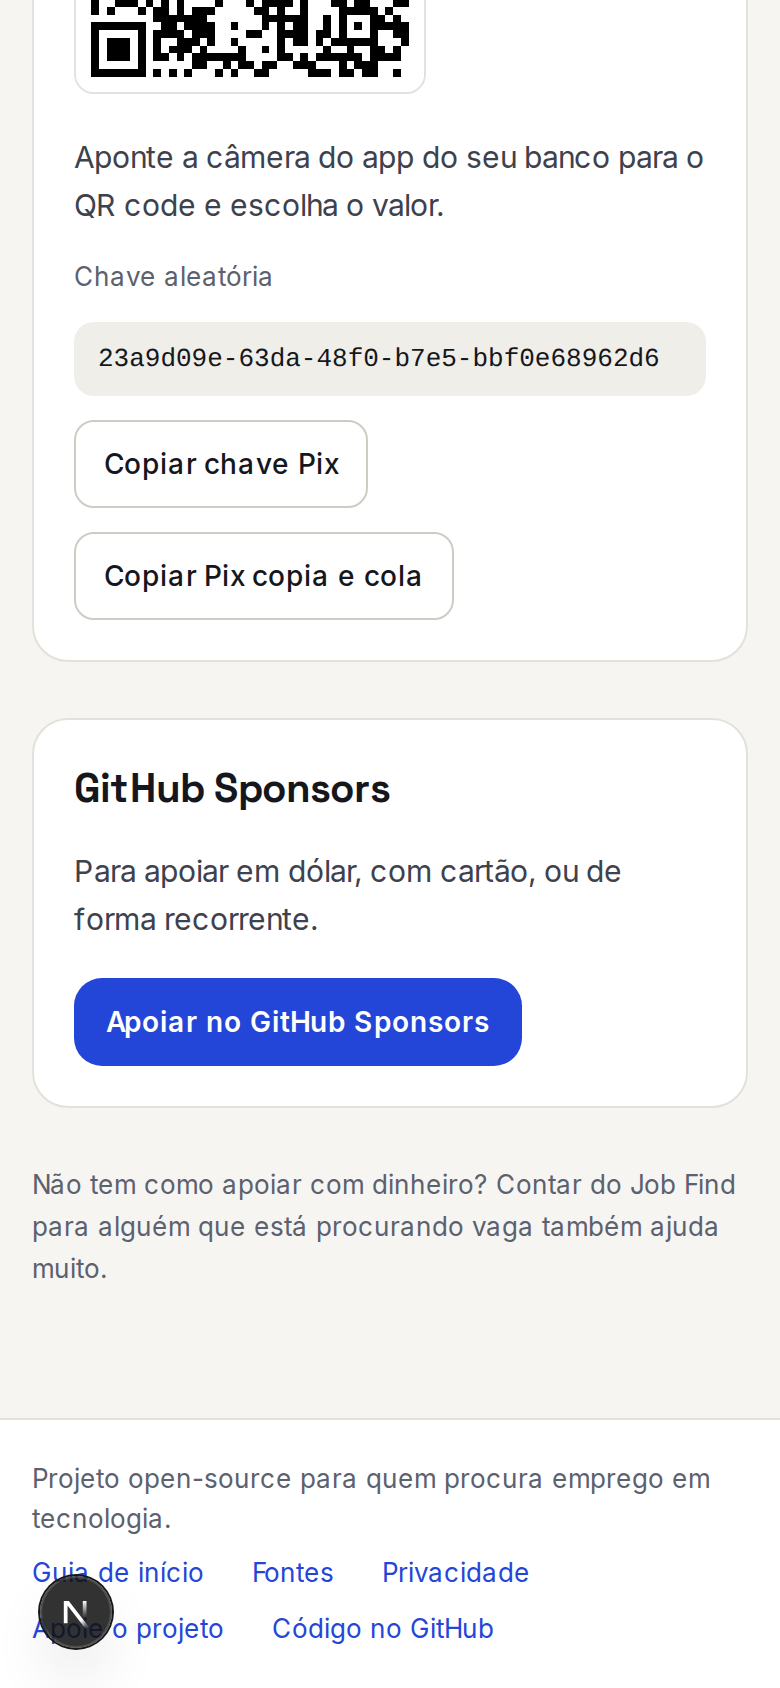 Aponte a câmera do app do seu banco para o
QR code e escolha o valor.
Chave aleatória
23a9d09e-63da-48f0-b7e5-bbf0e68962d6
Copiar chave Pix
Copiar Pix copia e cola
GitHub Sponsors
Para apoiar em dólar, com cartão, ou de
forma recorrente.
Apoiar no GitHub Sponsors
Não tem como apoiar com dinheiro? Contar do Job Find
para alguém que está procurando vaga também ajuda
muito.
Projeto open-source para quem procura emprego em
tecnologia.
Guia de início Fontes Privacidade
Apoie o projeto Código no GitHub
N